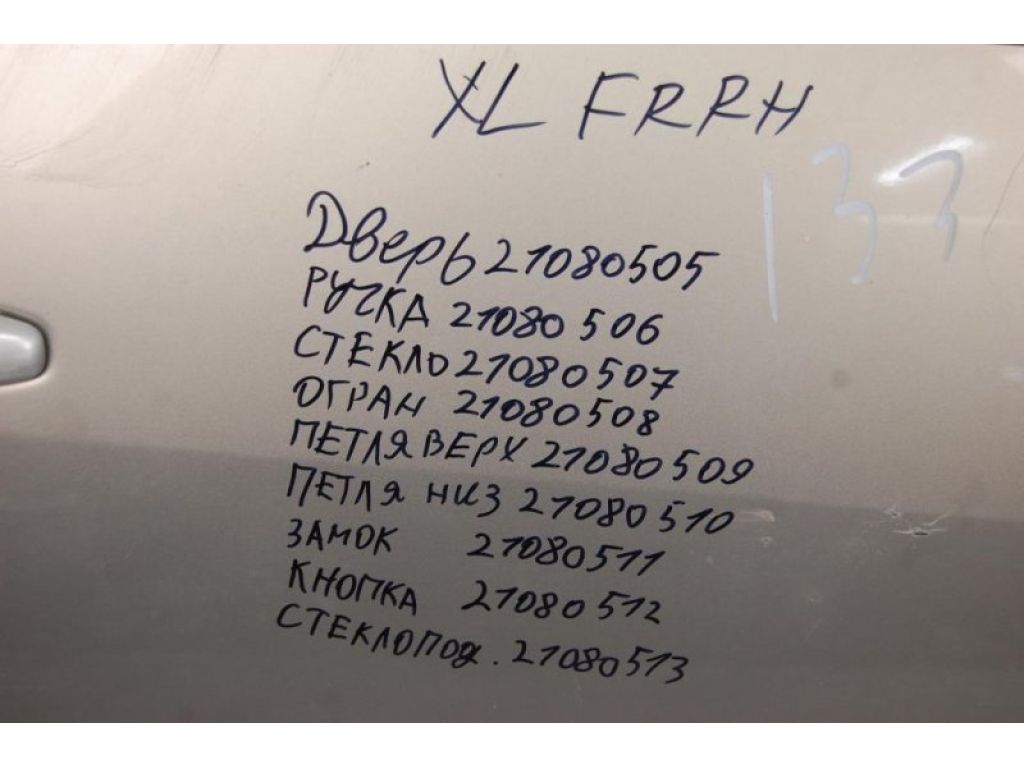 XL FRRH
133
Дверь 21080505
РУЧКА 21080506
СТЕКЛО 21080507
ОГРАН 21080508
ПЕТЛЯ ВЕРХ 21080509
ПЕТЛЯ НИЗ 21080510
ЗАМОК 21080511
КНОПКА 21080512
СТЕКЛОПОД. 21080513